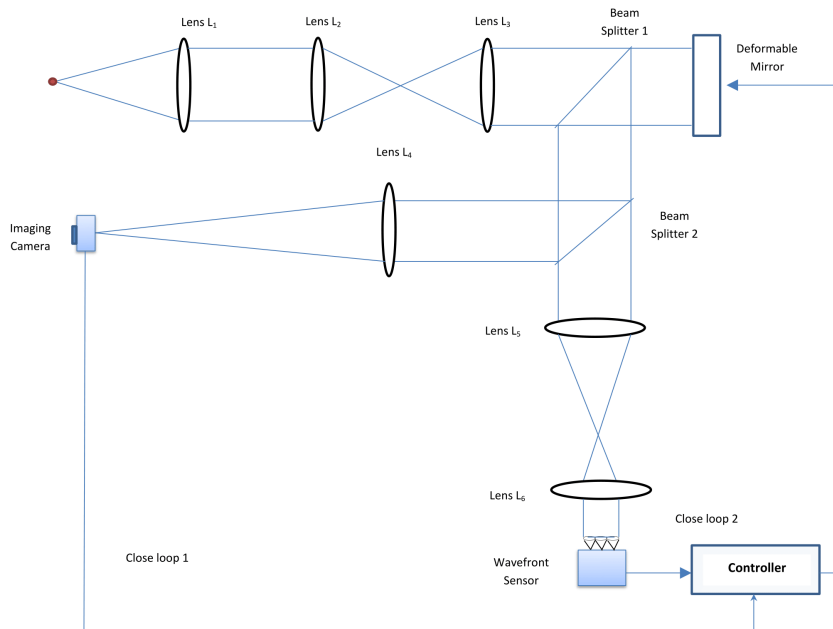 Lens L₁
Lens L₂
Lens L₃
Beam
Splitter 1
Deformable
Mirror
Lens L₄
Imaging
Camera
Beam
Splitter 2
Lens L₅
Lens L₆
Close loop 2
Close loop 1
Wavefront
Sensor
Controller